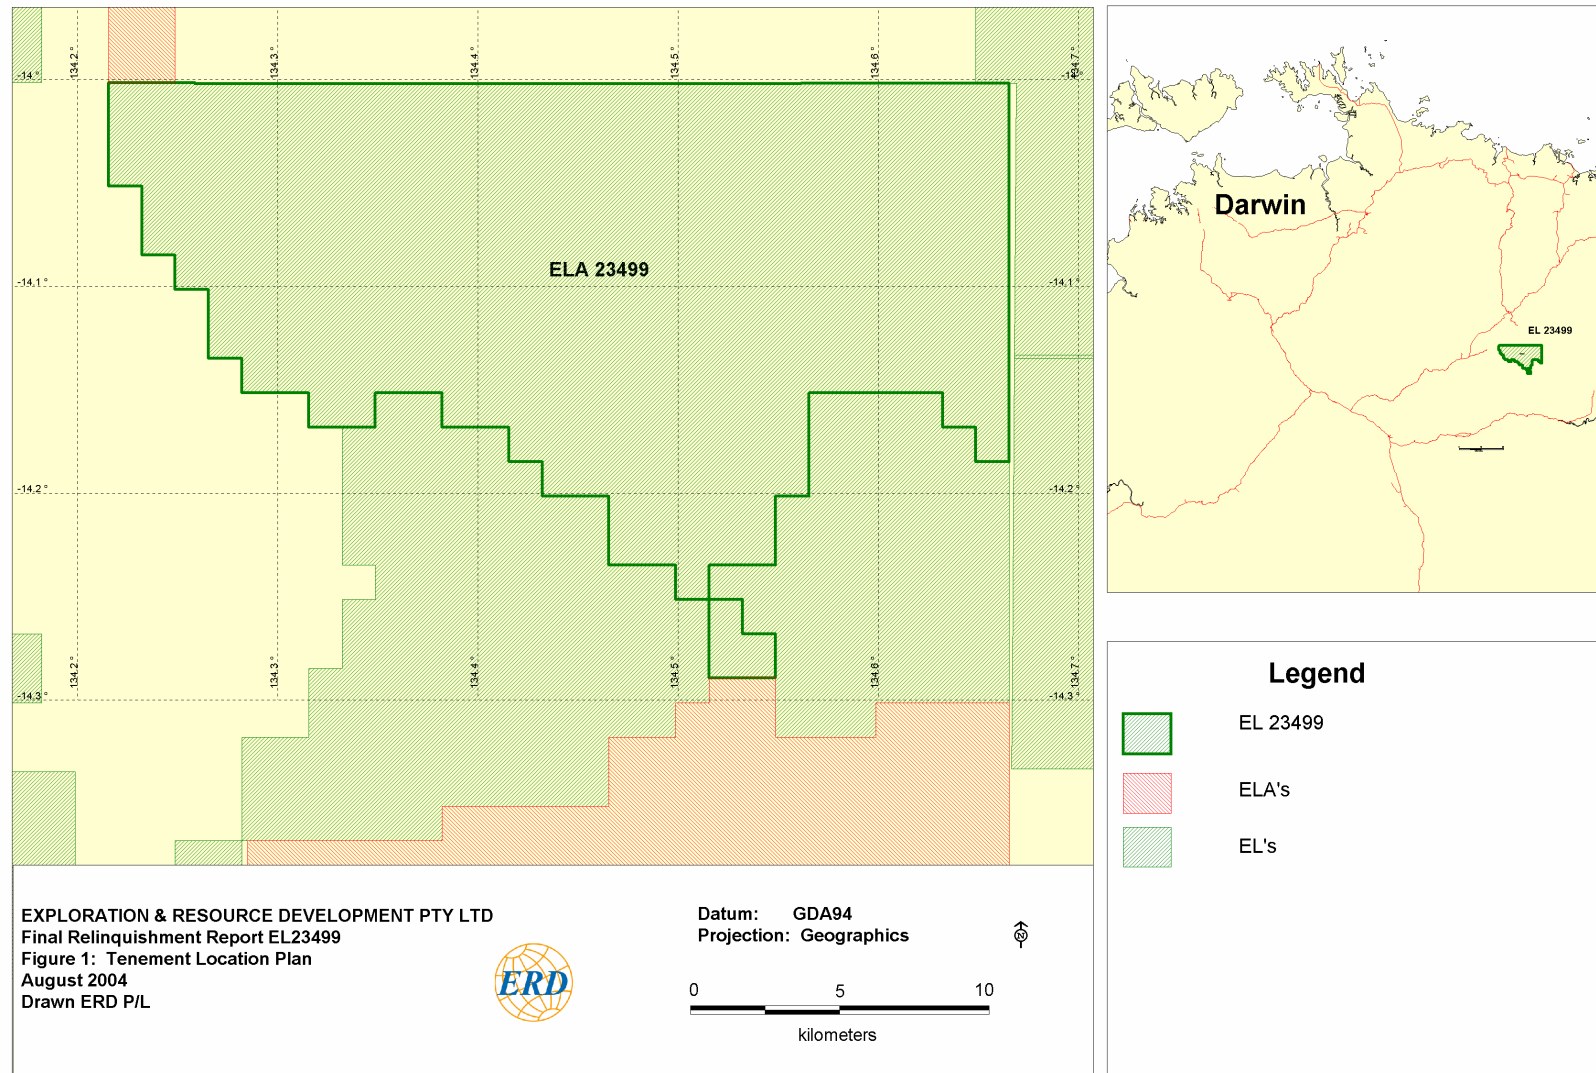 134.2°
134.3°
134.4°
134.5°
134.6°
134.7°
-14°
-14°
ELA 23499
-14.1°
-14.1°
-14.2°
-14.2°
134.2°
134.3°
134.4°
134.5°
134.6°
134.7°
-14.3°
-14.3°
Darwin
EL 23499
Legend
EL 23499
ELA's
EL's
EXPLORATION & RESOURCE DEVELOPMENT PTY LTD
Final Relinquishment Report EL23499
Figure 1: Tenement Location Plan
August 2004
Drawn ERD P/L
ERD
Datum: GDA94
Projection: Geographics
N
0 5 10
kilometers